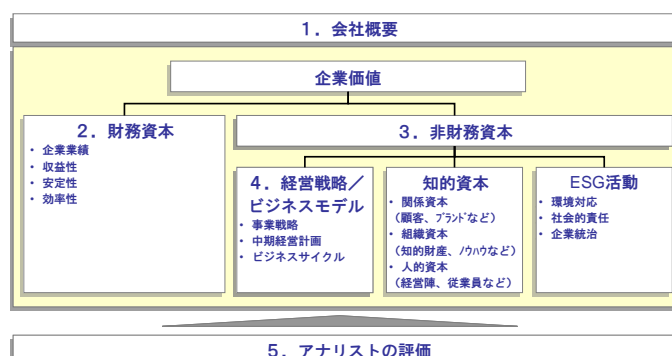 1．会社概要
企業価値
2．財務資本
・ 企業業績
・ 収益性
・ 安定性
・ 効率性
3．非財務資本
4．経営戦略／
ビジネスモデル
・ 事業戦略
・ 中期経営計画
・ ビジネスサイクル
知的資本
・ 関係資本
（顧客、ブランドなど）
・ 組織資本
（知的財産、ノウハウなど）
・ 人的資本
（経営陣、従業員など）
ESG活動
・ 環境対応
・ 社会的責任
・ 企業統治
5．アナリストの評価